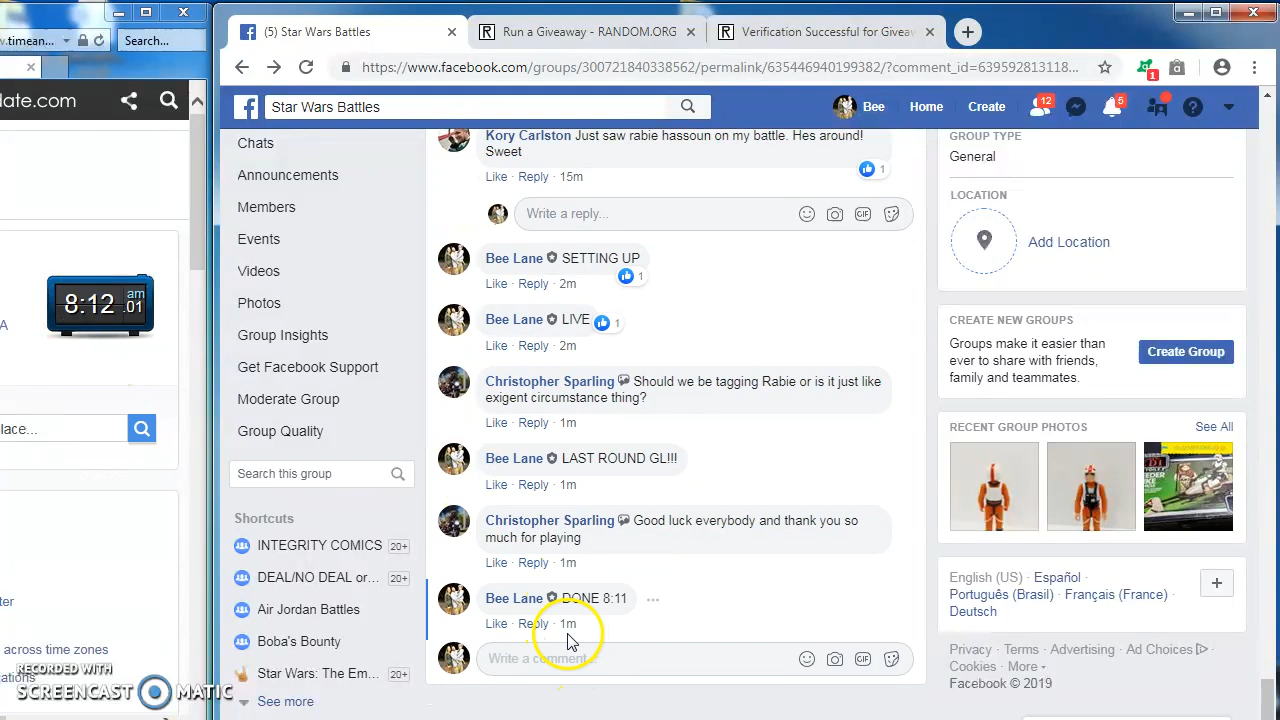 .timean...
Search...
date.com
A
8:12 am
:01
lace...
ter
across time zones
cations
RECORDED WITH
SCREENCAST MATIC
(5) Star Wars Battles
Run a Giveaway - RANDOM.ORG
Verification Successful for Giveaw
https://www.facebook.com/groups/300721840338562/permalink/635446940199382/?comment_id=639592813118...
1
Star Wars Battles
Bee
Home
Create
12
5
Chats
Announcements
Members
Events
Videos
Photos
Group Insights
Get Facebook Support
Moderate Group
Group Quality
Search this group
Shortcuts
INTEGRITY COMICS 20+
DEAL/NO DEAL or... 20+
Air Jordan Battles
Boba's Bounty
Star Wars: The Em... 20+
See more
Kory Carlston Just saw rabie hassoun on my battle. Hes around!
Sweet
1
Like · Reply · 15m
Write a reply...
GIF
Bee Lane SETTING UP
1
Like · Reply · 2m
Bee Lane LIVE
1
Like · Reply · 2m
Christopher Sparling Should we be tagging Rabie or is it just like
exigent circumstance thing?
Like · Reply · 1m
Bee Lane LAST ROUND GL!!!
Like · Reply · 1m
Christopher Sparling Good luck everybody and thank you so
much for playing
Like · Reply · 1m
Bee Lane DONE 8:11
Like · Reply · 1m
Write a comment...
GIF
GROUP TYPE
General
LOCATION
Add Location
CREATE NEW GROUPS
Groups make it easier than
ever to share with friends,
family and teammates.
Create Group
RECENT GROUP PHOTOS
See All
English (US) · Español ·
Português (Brasil) · Français (France) ·
Deutsch
Privacy · Terms · Advertising · Ad Choices ·
Cookies · More
Facebook © 2019